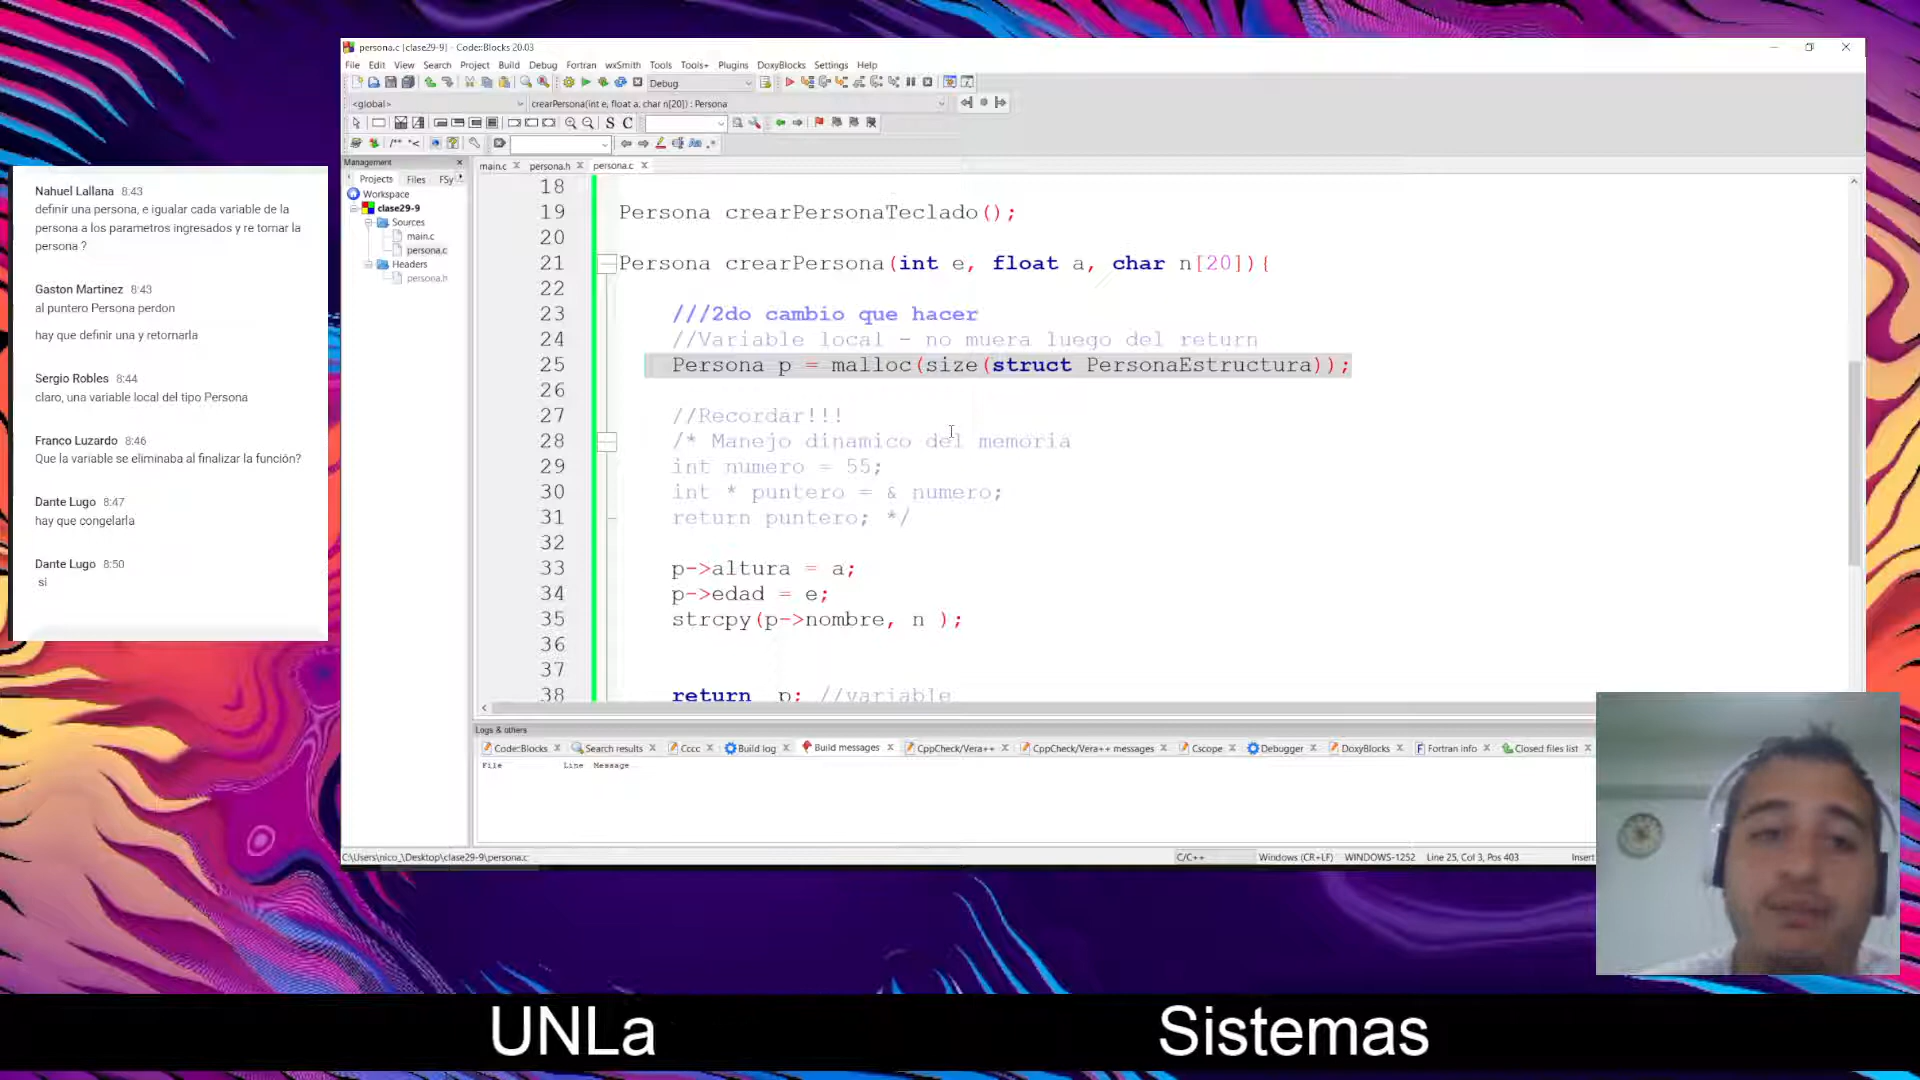 persona.c [clase29-9] - Code::Blocks 20.03
File Edit View Search Project Build Debug Fortran wxSmith Tools Tools+ Plugins DoxyBlocks Settings Help
Debug
<global>
crearPersona(int e, float a, char n[20]) : Persona
S C
/** *<
Management
Projects Files FSy
Workspace
clase29-9
Sources
main.c
persona.c
Headers
persona.h
main.c persona.h persona.c
18
19 Persona crearPersonaTeclado();
20
21 Persona crearPersona(int e, float a, char n[20]){
22
23 ///2do cambio que hacer
24 //Variable local - no muera luego del return
25 Persona p = malloc(size(struct PersonaEstructura));
26
27 //Recordar!!!
28 /* Manejo dinamico del memoria
29 int numero = 55;
30 int * puntero = & numero;
31 return puntero; */
32
33 p->altura = a;
34 p->edad = e;
35 strcpy(p->nombre, n );
36
37
38 return p; //variable
Logs & others
Code::Blocks Search results Cccc Build log Build messages CppCheck/Vera++ CppCheck/Vera++ messages Cscope Debugger DoxyBlocks Fortran info Closed files list
File Line Message
C:\Users\nico_\Desktop\clase29-9\persona.c
C/C++ Windows (CR+LF) WINDOWS-1252 Line 25, Col 3, Pos 403 Insert
Nahuel Lallana 8:43
definir una persona, e igualar cada variable de la
persona a los parametros ingresados y re tornar la
persona ?
Gaston Martinez 8:43
al puntero Persona perdon
hay que definir una y retornarla
Sergio Robles 8:44
claro, una variable local del tipo Persona
Franco Luzardo 8:46
Que la variable se eliminaba al finalizar la función?
Dante Lugo 8:47
hay que congelarla
Dante Lugo 8:50
si
UNLa
Sistemas